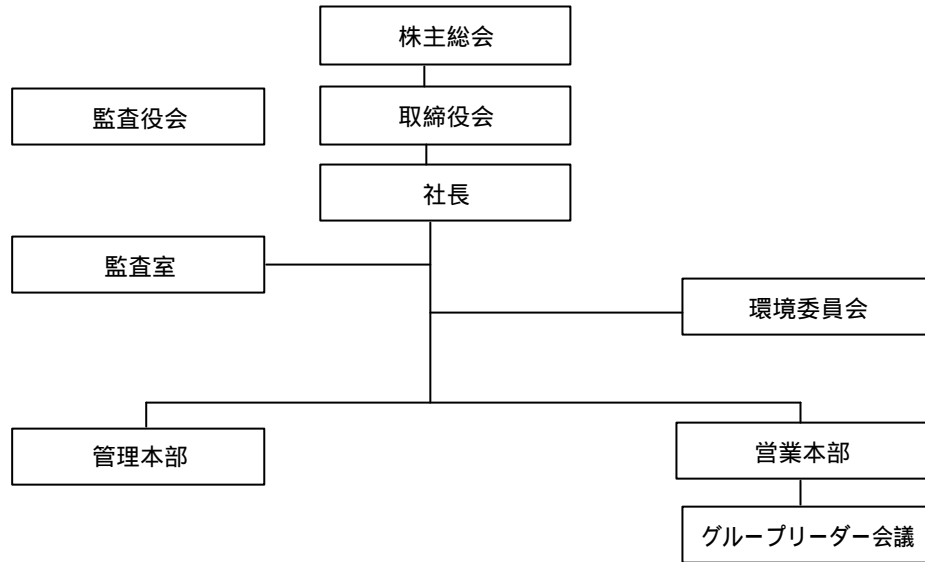 株主総会
監査役会
取締役会
社長
監査室
環境委員会
管理本部
営業本部
グループリーダー会議